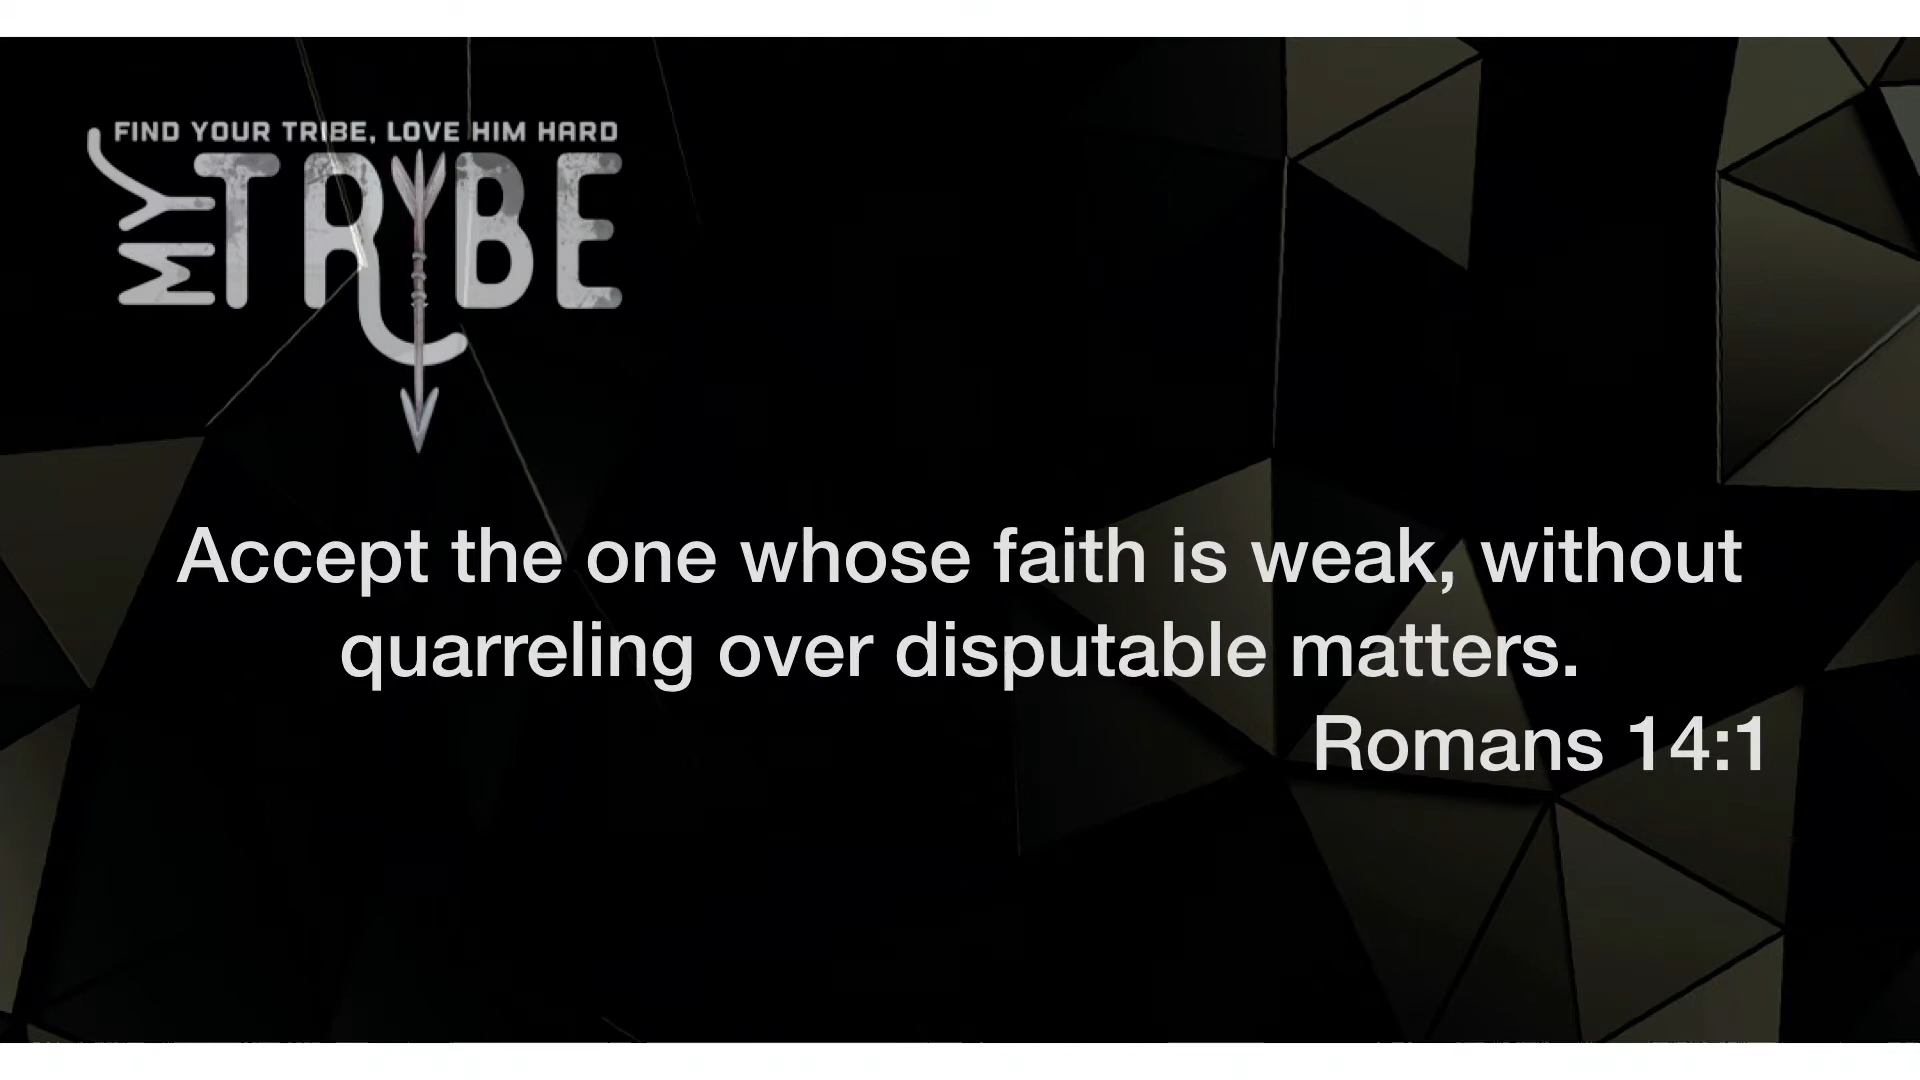 FIND YOUR TRIBE, LOVE HIM HARD
MY TRYBE
Accept the one whose faith is weak, without
quarreling over disputable matters.
Romans 14:1